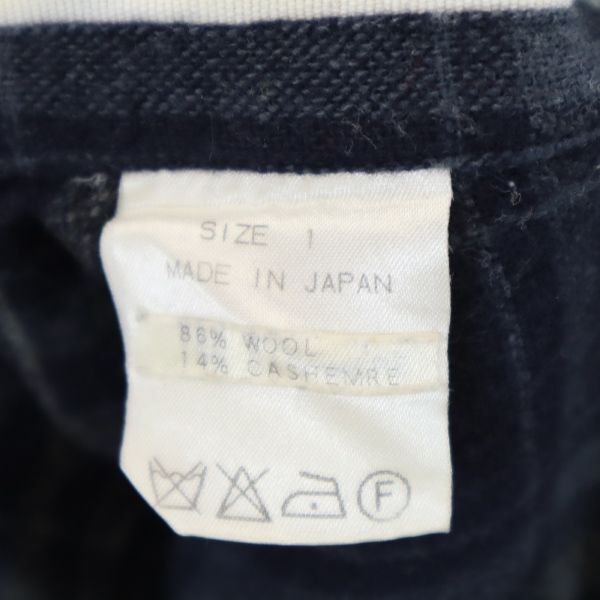 SIZE 1
MADE IN JAPAN
86% WOOL
14% CASHEMRE
F